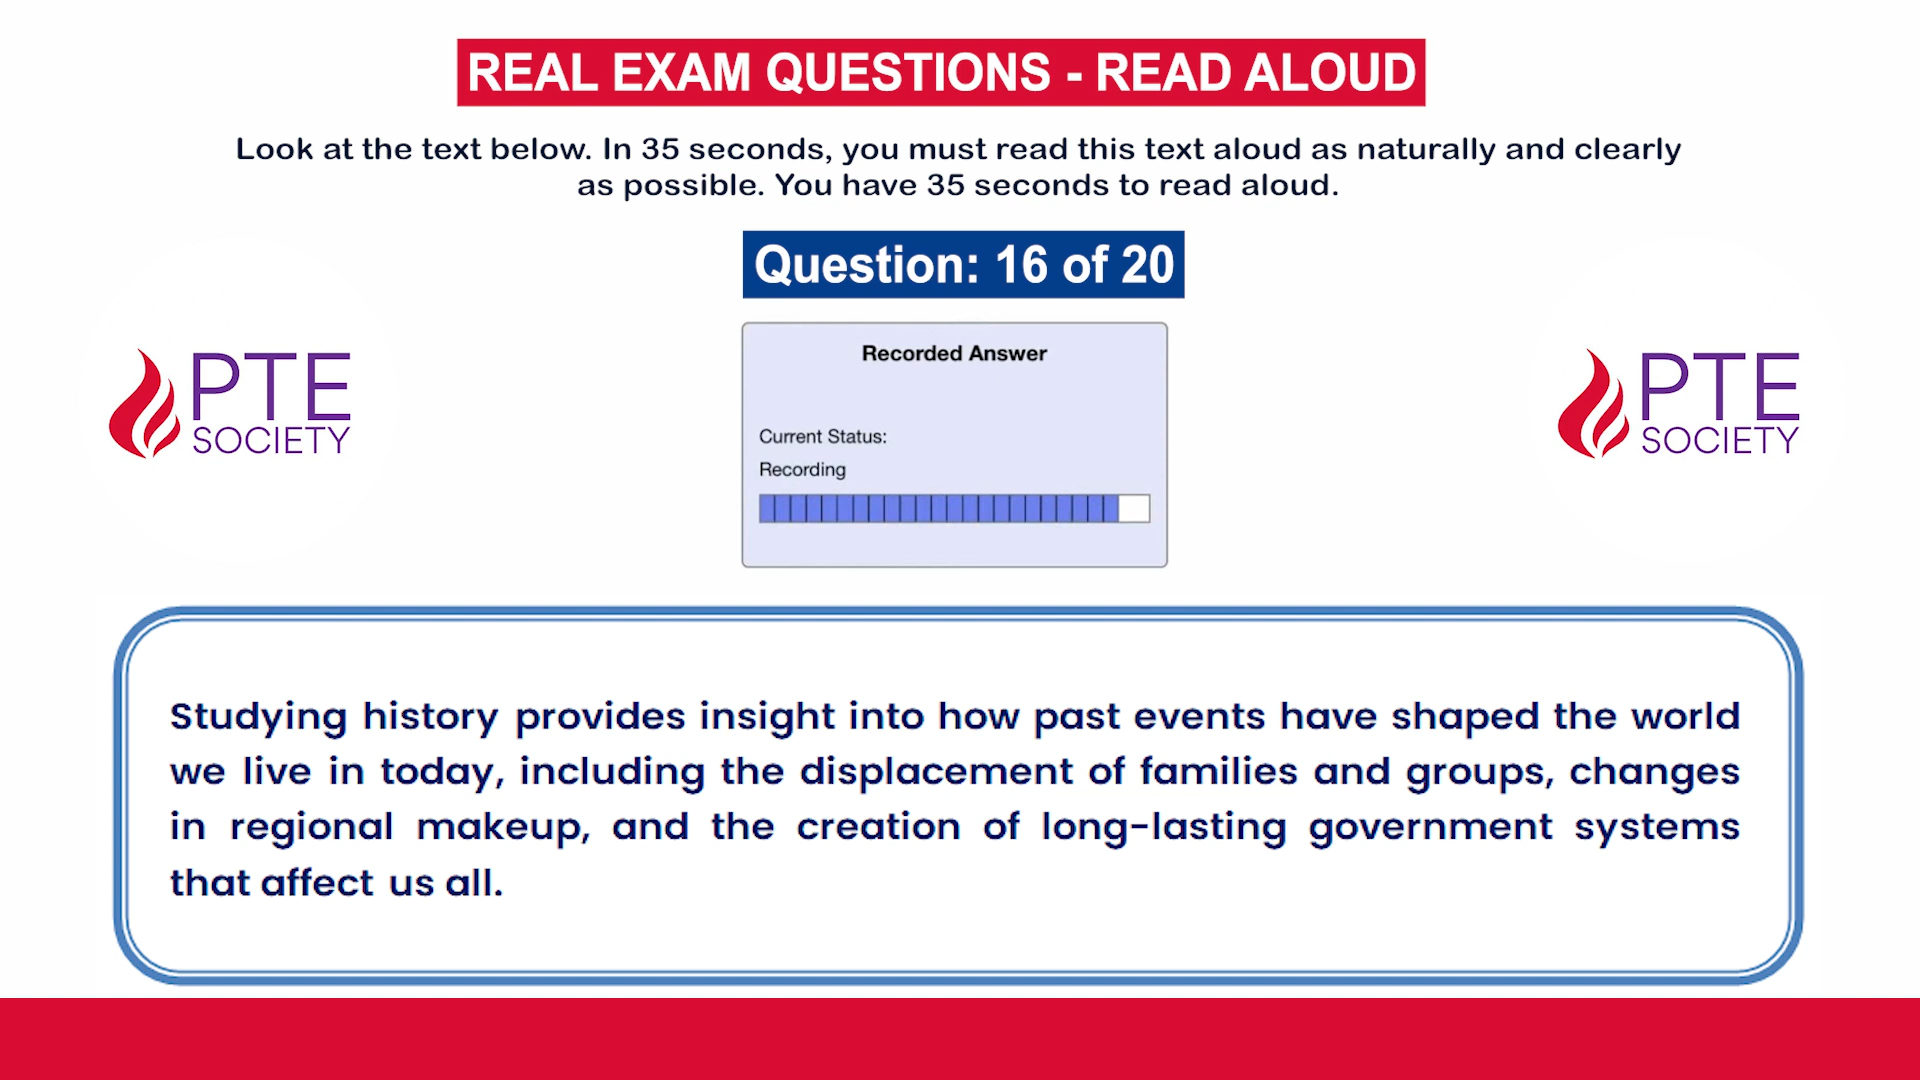 REAL EXAM QUESTIONS - READ ALOUD
Look at the text below. In 35 seconds, you must read this text aloud as naturally and clearly
as possible. You have 35 seconds to read aloud.
Question: 16 of 20
Recorded Answer
Current Status:
Recording
PTE
SOCIETY
PTE
SOCIETY
Studying history provides insight into how past events have shaped the world
we live in today, including the displacement of families and groups, changes
in regional makeup, and the creation of long-lasting government systems
that affect us all.